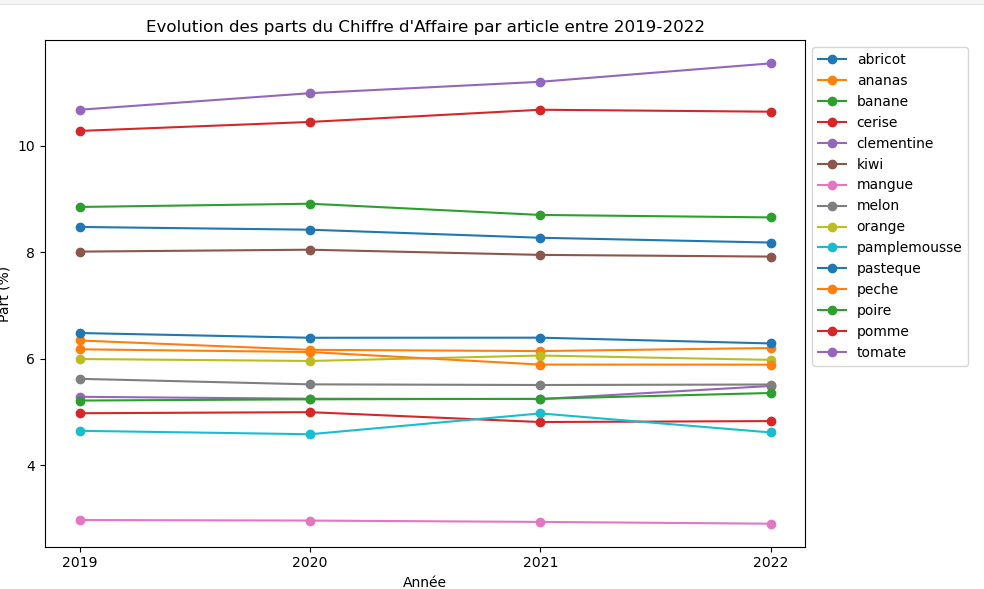 Evolution des parts du Chiffre d'Affaire par article entre 2019-2022
Part (%)
10
8
6
4
2019 2020 2021 2022
Année
abricot
ananas
banane
cerise
clementine
kiwi
mangue
melon
orange
pamplemousse
pasteque
peche
poire
pomme
tomate